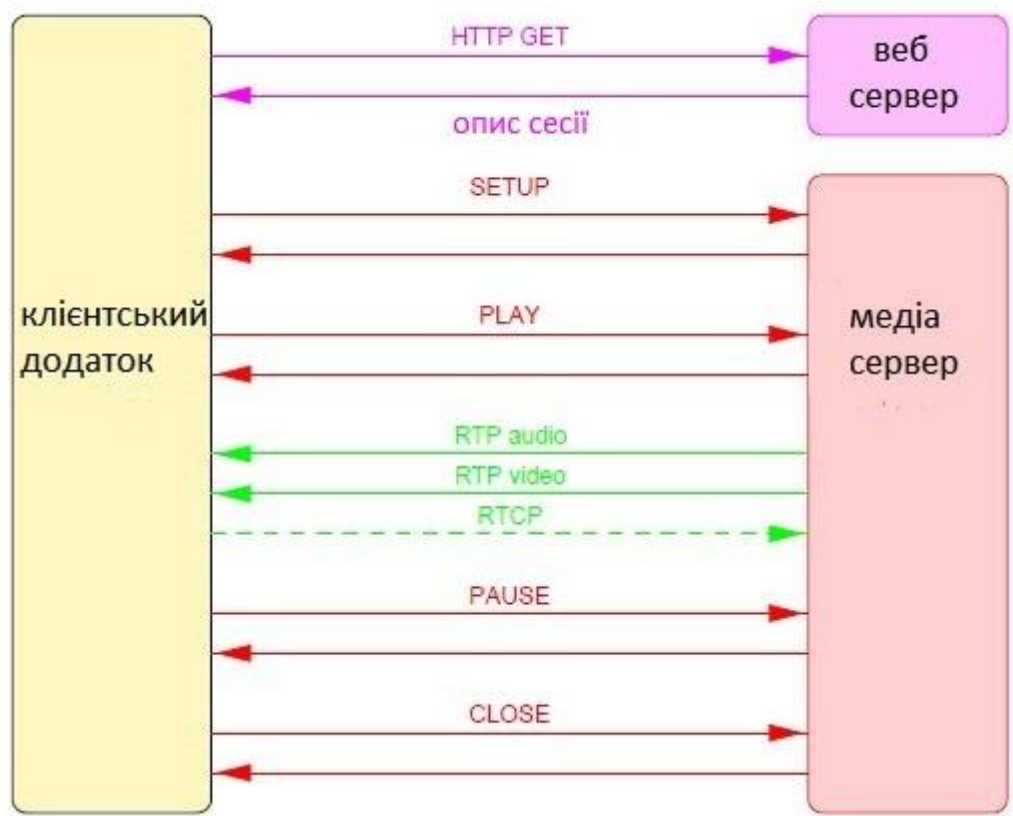 HTTP GET
веб
сервер
опис сесії
SETUP
клієнтський
додаток
PLAY
медіа
сервер
RTP audio
RTP video
RTCP
PAUSE
CLOSE